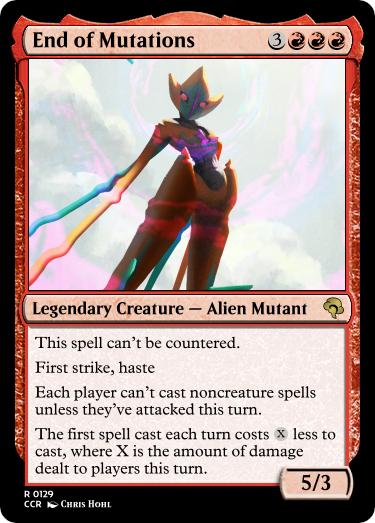 End of Mutations 3
Legendary Creature — Alien Mutant
This spell can't be countered.
First strike, haste
Each player can't cast noncreature spells
unless they've attacked this turn.
The first spell cast each turn costs X less to
cast, where X is the amount of damage
dealt to players this turn.
5/3
R 0129
CCR Chris Hohl